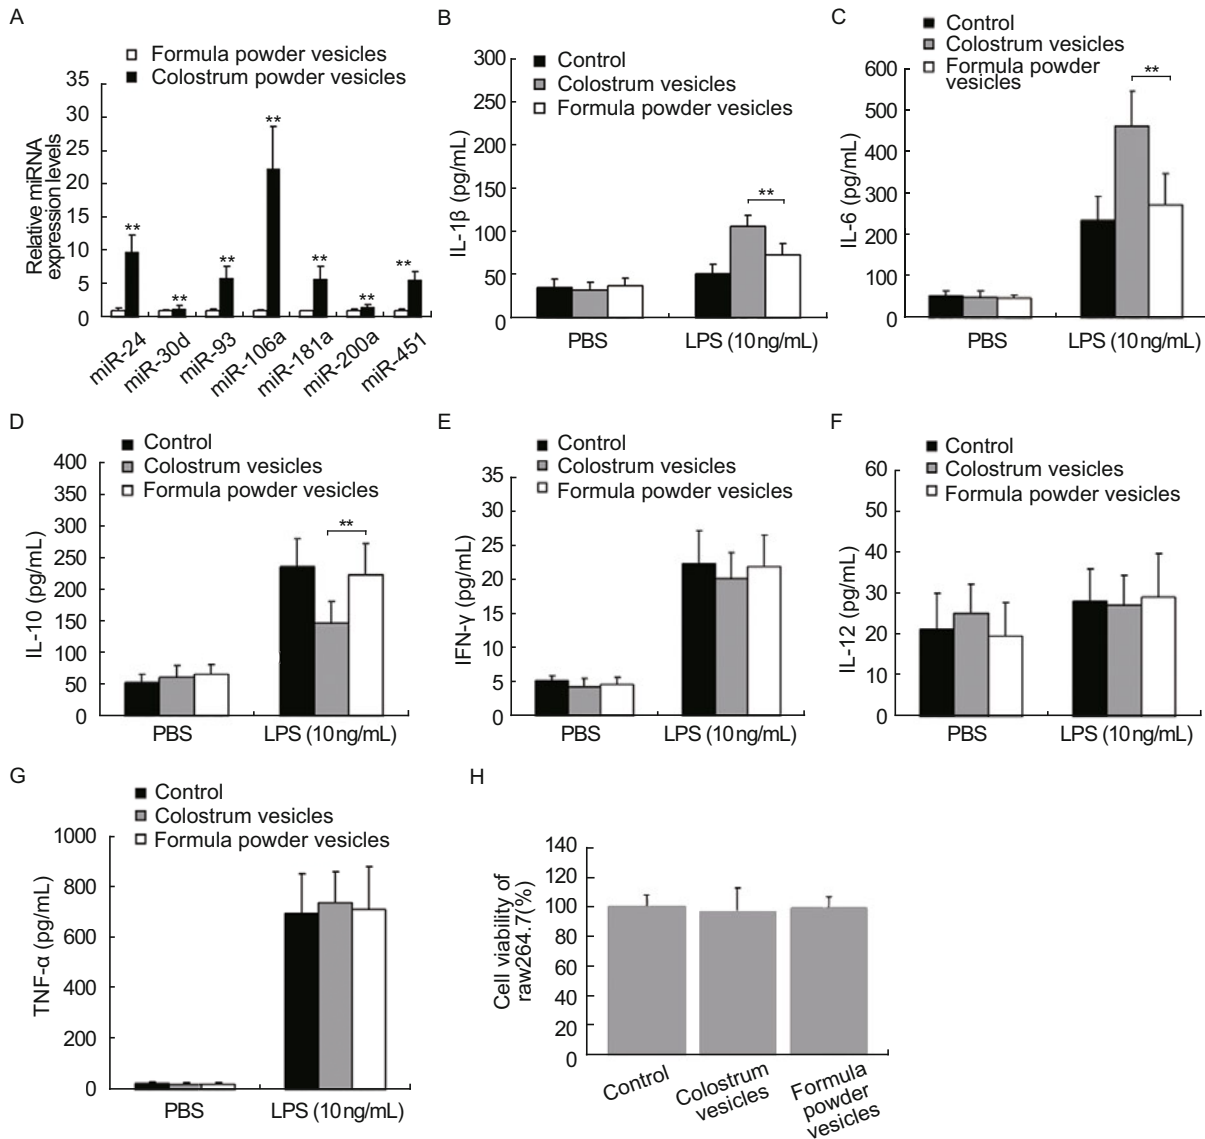 A
Formula powder vesicles
Colostrum powder vesicles
Relative miRNA
expression levels
35
30
25
20
15
10
5
0
**
**
**
**
**
**
**
miR-24
miR-30d
miR-93
miR-106a
miR-181a
miR-200a
miR-451
B
Control
Colostrum vesicles
Formula powder vesicles
IL-1β (pg/mL)
300
250
200
150
100
50
0
**
PBS
LPS (10 ng/mL)
C
Control
Colostrum vesicles
Formula powder
vesicles
IL-6 (pg/mL)
600
500
400
300
200
100
0
**
PBS
LPS (10 ng/mL)
D
Control
Colostrum vesicles
Formula powder vesicles
IL-10 (pg/mL)
400
350
300
250
200
150
100
50
0
**
PBS
LPS (10 ng/mL)
E
Control
Colostrum vesicles
Formula powder vesicles
IFN-γ (pg/mL)
35
30
25
20
15
10
5
0
PBS
LPS (10 ng/mL)
F
Control
Colostrum vesicles
Formula powder vesicles
IL-12 (pg/mL)
60
50
40
30
20
10
0
PBS
LPS (10 ng/mL)
G
Control
Colostrum vesicles
Formula powder vesicles
TNF-α (pg/mL)
1000
800
600
400
200
0
PBS
LPS (10 ng/mL)
H
Cell viability of
raw264.7(%)
140
120
100
80
60
40
20
0
Control
Colostrum
vesicles
Formula
powder
vesicles